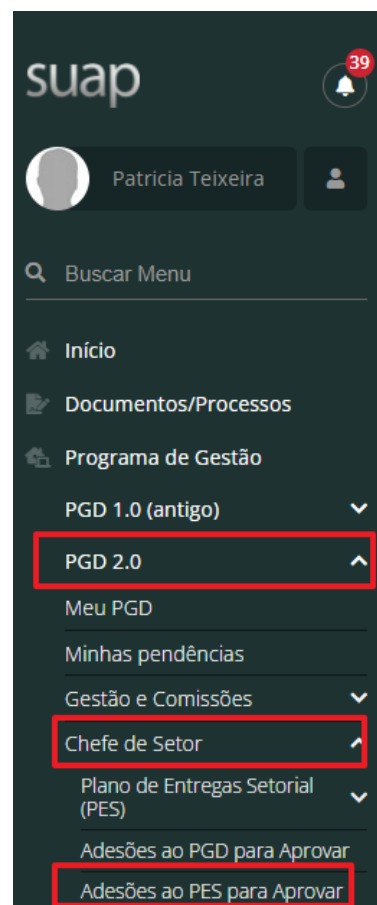 suap
39
Patricia Teixeira
Buscar Menu
Início
Documentos/Processos
Programa de Gestão
PGD 1.0 (antigo)
PGD 2.0
Meu PGD
Minhas pendências
Gestão e Comissões
Chefe de Setor
Plano de Entregas Setorial
(PES)
Adesões ao PGD para Aprovar
Adesões ao PES para Aprovar